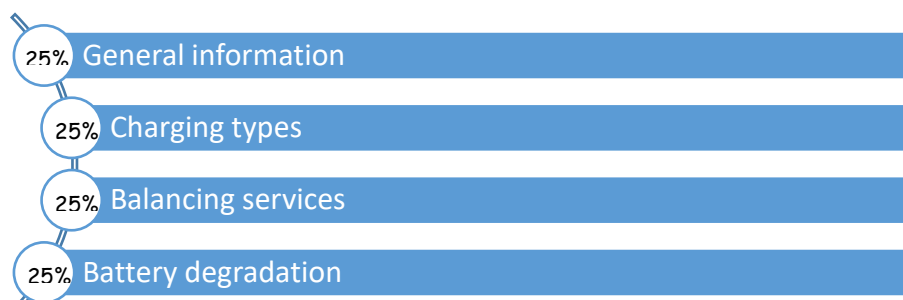 25% General information
25% Charging types
25% Balancing services
25% Battery degradation